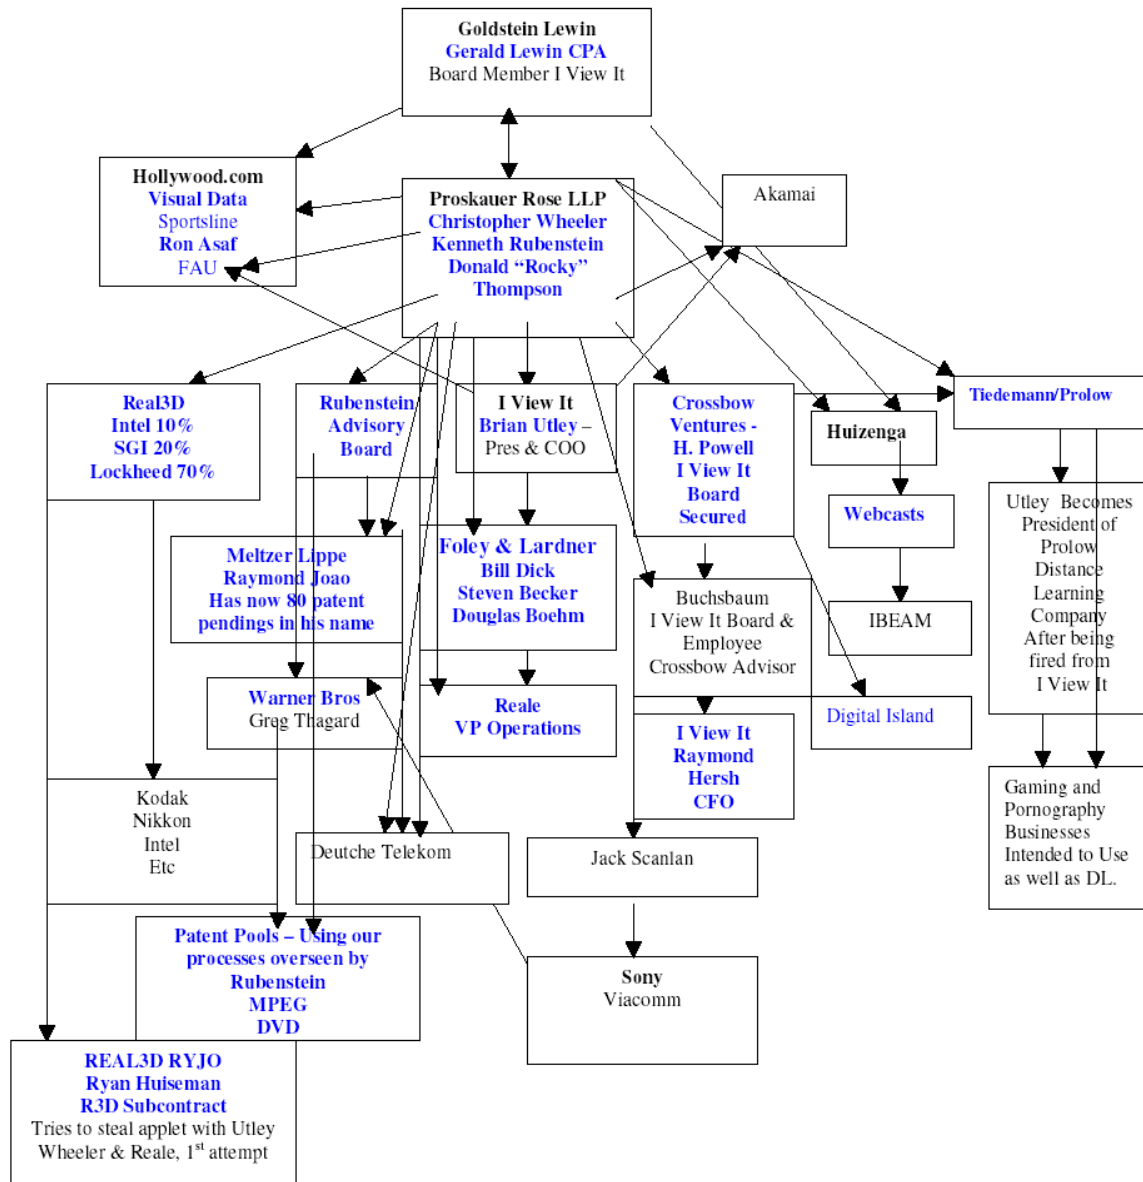 Goldstein Lewin
Gerald Lewin CPA
Board Member I View It
Hollywood.com
Visual Data
Sportsline
Ron Asaf
FAU
Proskauer Rose LLP
Christopher Wheeler
Kenneth Rubenstein
Donald “Rocky”
Thompson
Akamai
Real3D
Intel 10%
SGI 20%
Lockheed 70%
Rubenstein
Advisory
Board
I View It
Brian Utley –
Pres & COO
Crossbow
Ventures -
H. Powell
I View It
Board
Secured
Huizenga
Tiedemann/Prolow
Webcasts
IBEAM
Utley Becomes
President of
Prolow
Distance
Learning
Company
After being
fired from
I View It
Meltzer Lippe
Raymond Joao
Has now 80 patent
pendings in his name
Foley & Lardner
Bill Dick
Steven Becker
Douglas Boehm
Buchsbaum
I View It Board &
Employee
Crossbow Advisor
Warner Bros
Greg Thagard
Reale
VP Operations
I View It
Raymond
Hersh
CFO
Digital Island
Kodak
Nikkon
Intel
Etc
Deutche Telekom
Jack Scanlan
Gaming and
Pornography
Businesses
Intended to Use
as well as DL.
Patent Pools – Using our
processes overseen by
Rubenstein
MPEG
DVD
Sony
Viacomm
REAL3D RYJO
Ryan Huiseman
R3D Subcontract
Tries to steal applet with Utley
Wheeler & Reale, 1st attempt